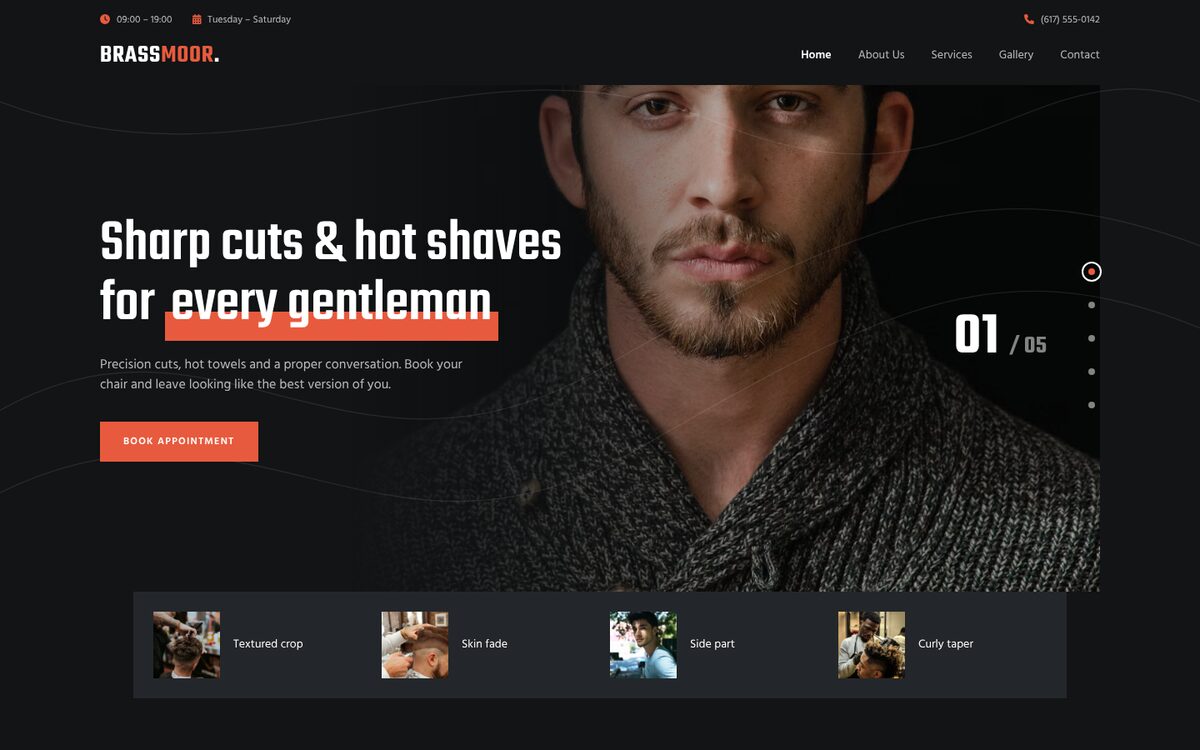 09:00 – 19:00 Tuesday – Saturday (617) 555-0142
BRASSMOOR. Home About Us Services Gallery Contact
Sharp cuts & hot shaves
for every gentleman
01 / 05
Precision cuts, hot towels and a proper conversation. Book your
chair and leave looking like the best version of you.
BOOK APPOINTMENT
Textured crop Skin fade Side part Curly taper